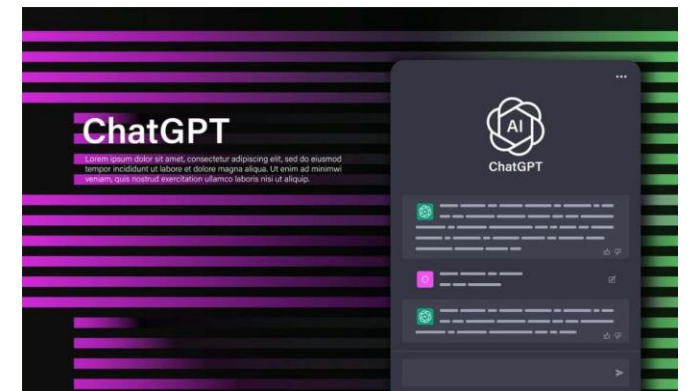 ChatGPT
Lorem ipsum dolor sit amet, consectetur adipiscing elit, sed do eiusmod
tempor incididunt ut labore et dolore magna aliqua. Ut enim ad minimwi
veniam, quis nostrud exercitation ullamco laboris nisi ut aliquip.
AI
ChatGPT